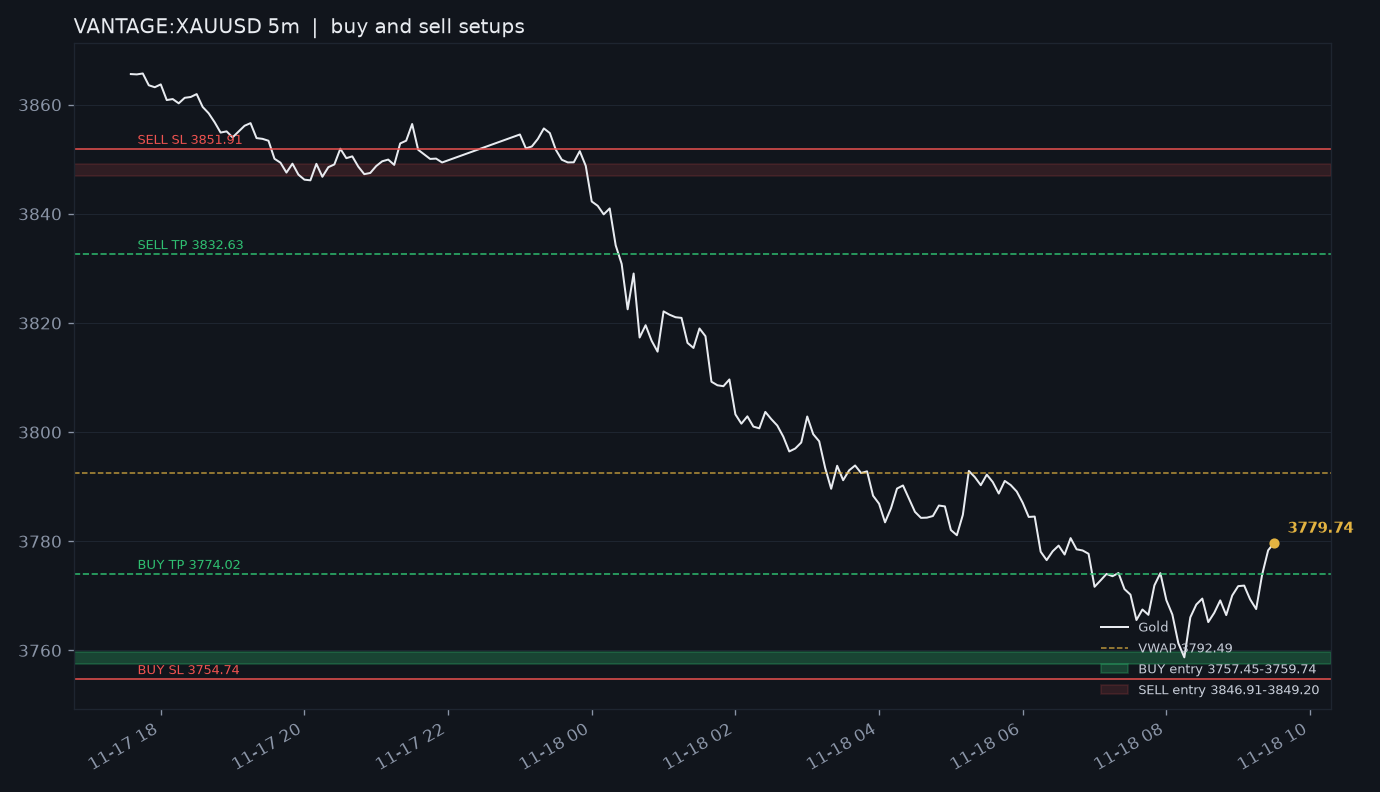 VANTAGE:XAUUSD 5m | buy and sell setups
3860
SELL SL 3851.91
3840
SELL TP 3832.63
3820
3800
3780
3779.74
BUY TP 3774.02
3760
BUY SL 3754.74
Gold
VWAP 3792.49
BUY entry 3757.45-3759.74
SELL entry 3846.91-3849.20
11-17 18
11-17 20
11-17 22
11-18 00
11-18 02
11-18 04
11-18 06
11-18 08
11-18 10